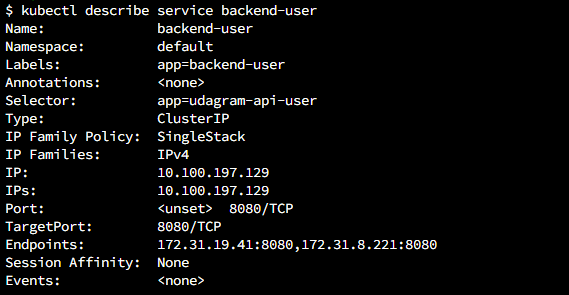 $ kubectl describe service backend-user
Name:              backend-user
Namespace:         default
Labels:            app=backend-user
Annotations:       <none>
Selector:          app=udagram-api-user
Type:              ClusterIP
IP Family Policy:  SingleStack
IP Families:       IPv4
IP:                10.100.197.129
IPs:               10.100.197.129
Port:              <unset>  8080/TCP
TargetPort:        8080/TCP
Endpoints:         172.31.19.41:8080,172.31.8.221:8080
Session Affinity:  None
Events:            <none>